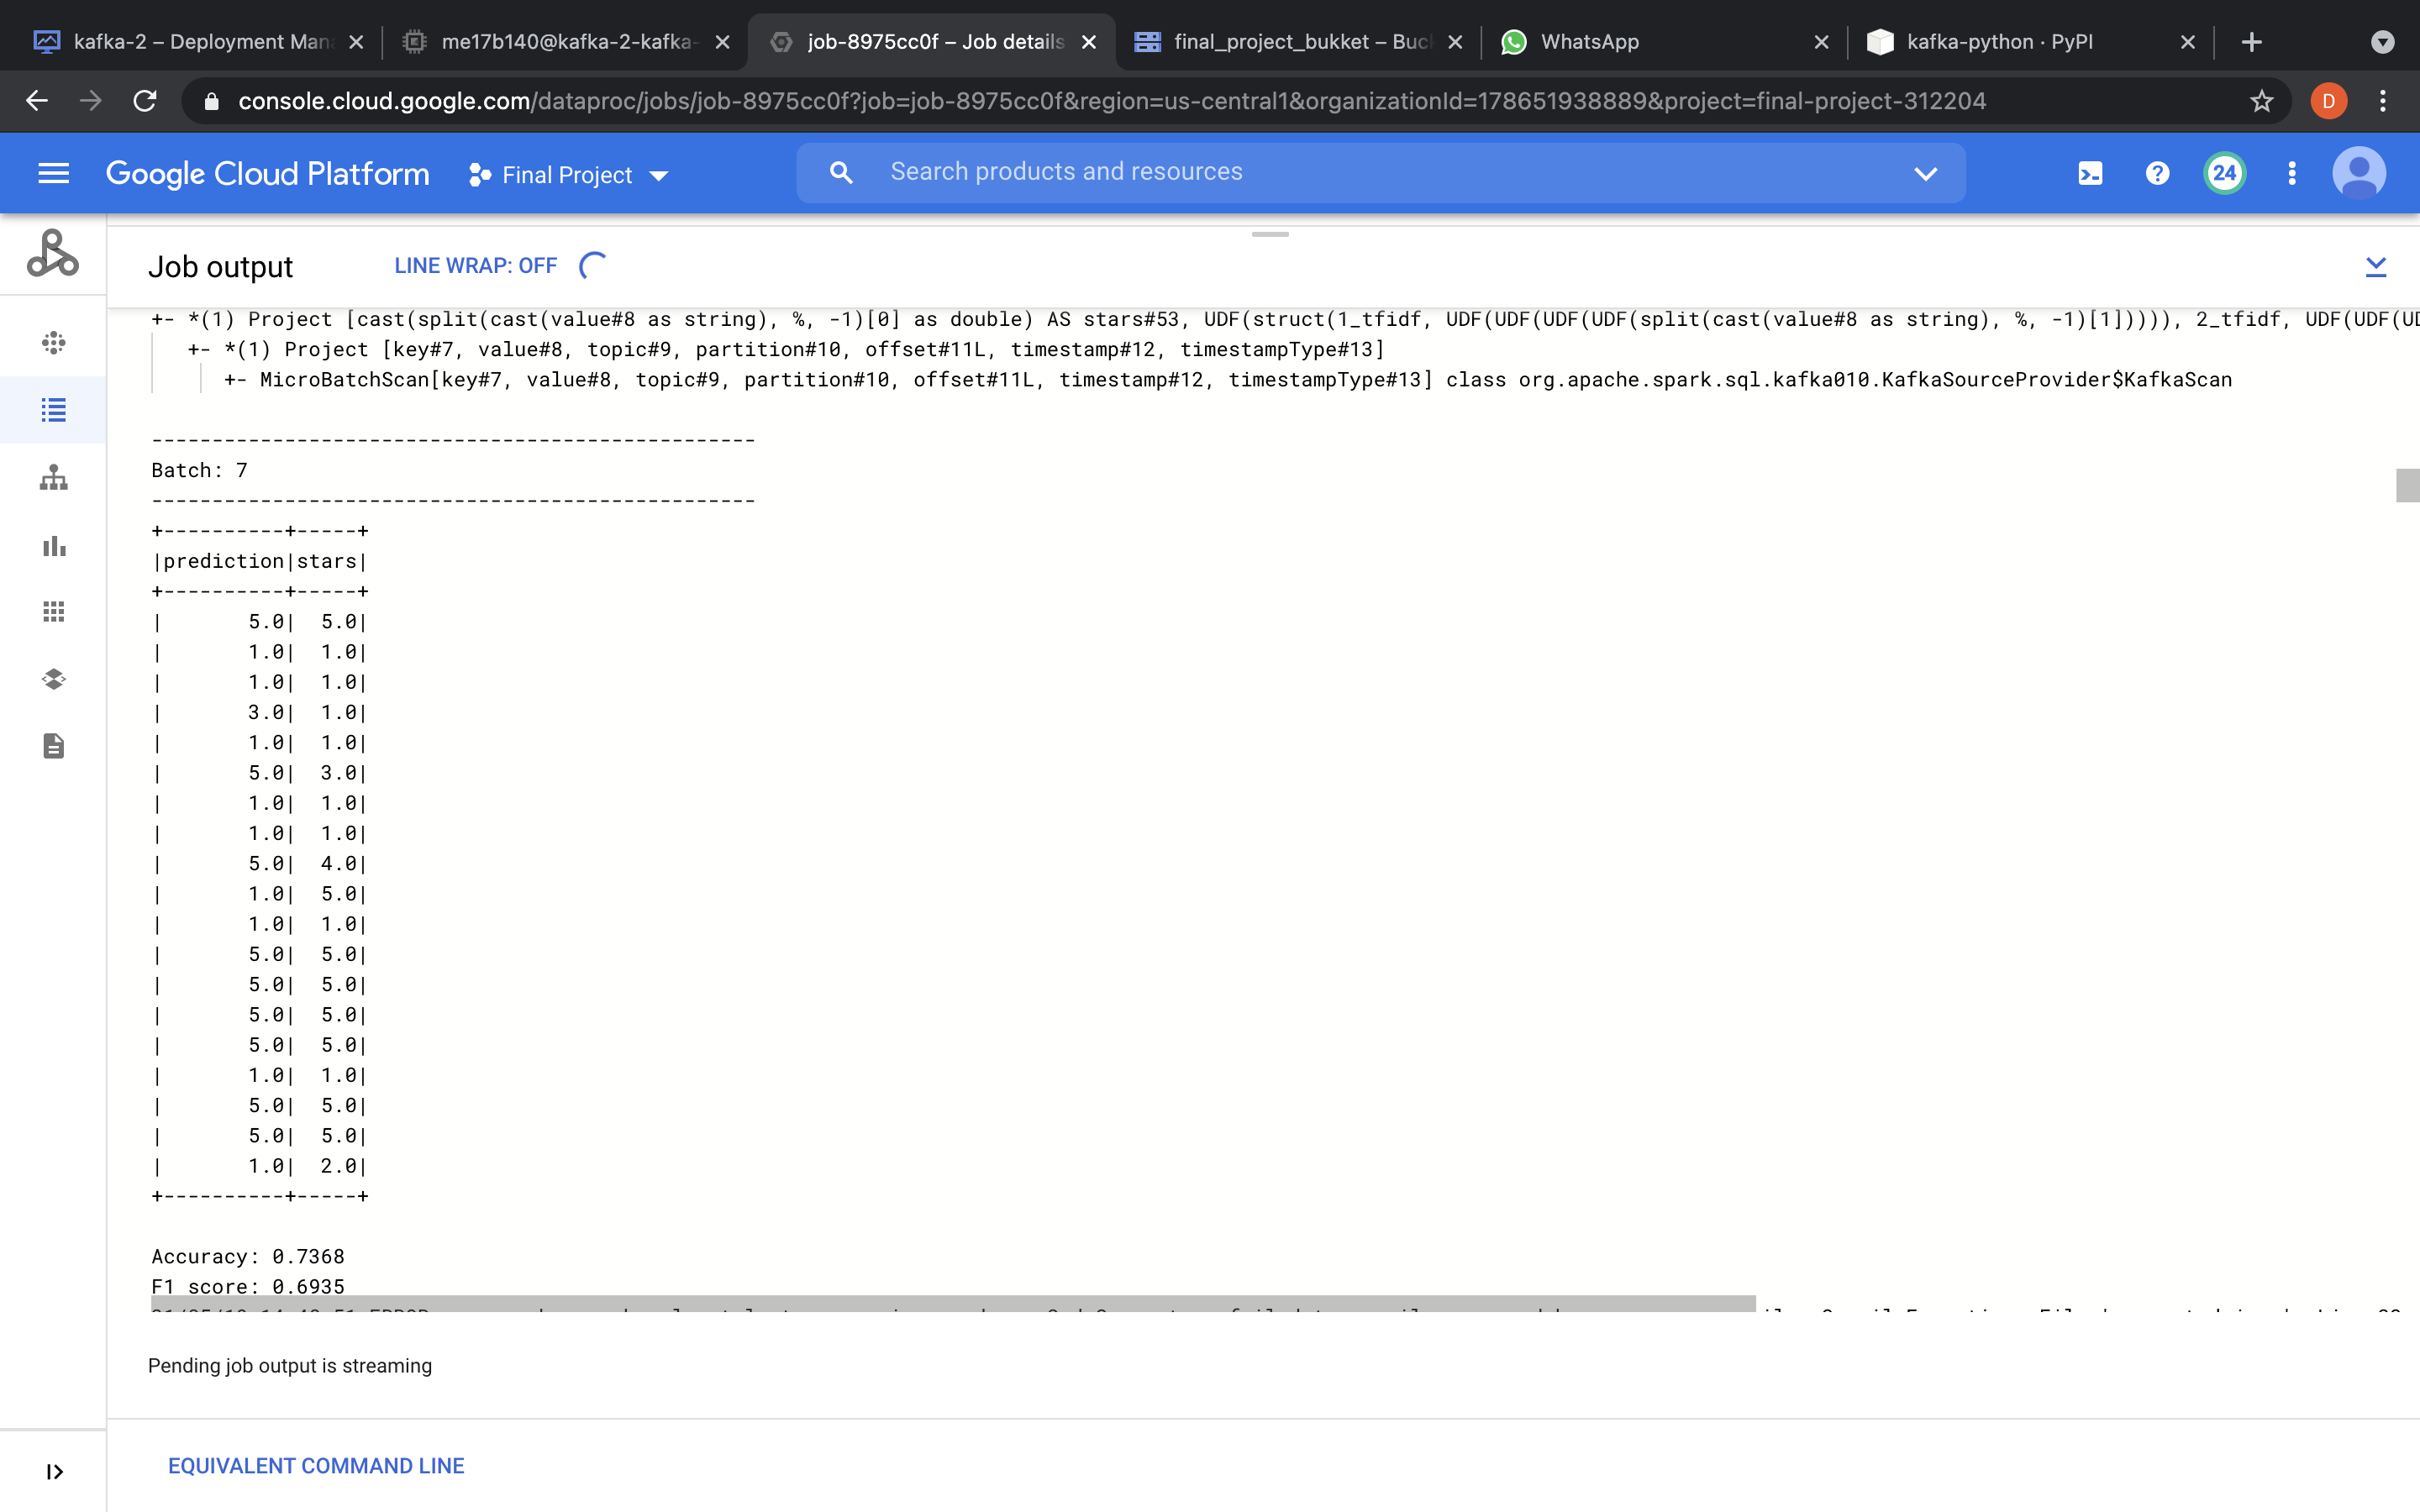 kafka-2 – Deployment Man
me17b140@kafka-2-kafka-
job-8975cc0f – Job details
final_project_bukket – Buc
WhatsApp
kafka-python · PyPI
console.cloud.google.com/dataproc/jobs/job-8975cc0f?job=job-8975cc0f&region=us-central1&organizationId=178651938889&project=final-project-312204
D
Google Cloud Platform
Final Project
Search products and resources
24
Job output
LINE WRAP: OFF
+- *(1) Project [cast(split(cast(value#8 as string), %, -1)[0] as double) AS stars#53, UDF(struct(1_tfidf, UDF(UDF(UDF(UDF(split(cast(value#8 as string), %, -1)[1])))), 2_tfidf, UDF(UDF(UD
+- *(1) Project [key#7, value#8, topic#9, partition#10, offset#11L, timestamp#12, timestampType#13]
+- MicroBatchScan[key#7, value#8, topic#9, partition#10, offset#11L, timestamp#12, timestampType#13] class org.apache.spark.sql.kafka010.KafkaSourceProvider$KafkaScan
--------------------------------------------------
Batch: 7
--------------------------------------------------
+----------+-----+
|prediction|stars|
+----------+-----+
|       5.0|  5.0|
|       1.0|  1.0|
|       1.0|  1.0|
|       3.0|  1.0|
|       1.0|  1.0|
|       5.0|  3.0|
|       1.0|  1.0|
|       1.0|  1.0|
|       5.0|  4.0|
|       1.0|  5.0|
|       1.0|  1.0|
|       5.0|  5.0|
|       5.0|  5.0|
|       5.0|  5.0|
|       5.0|  5.0|
|       1.0|  1.0|
|       5.0|  5.0|
|       5.0|  5.0|
|       1.0|  2.0|
+----------+-----+
Accuracy: 0.7368
F1 score: 0.6935
Pending job output is streaming
EQUIVALENT COMMAND LINE